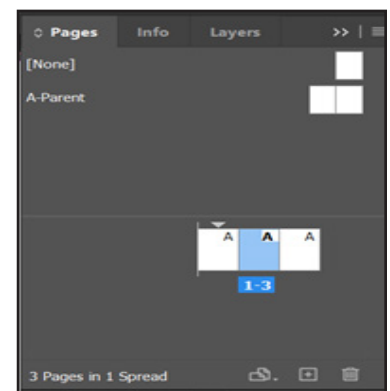 Pages Info Layers >>
[None]
A-Parent
A A A
1-3
3 Pages in 1 Spread